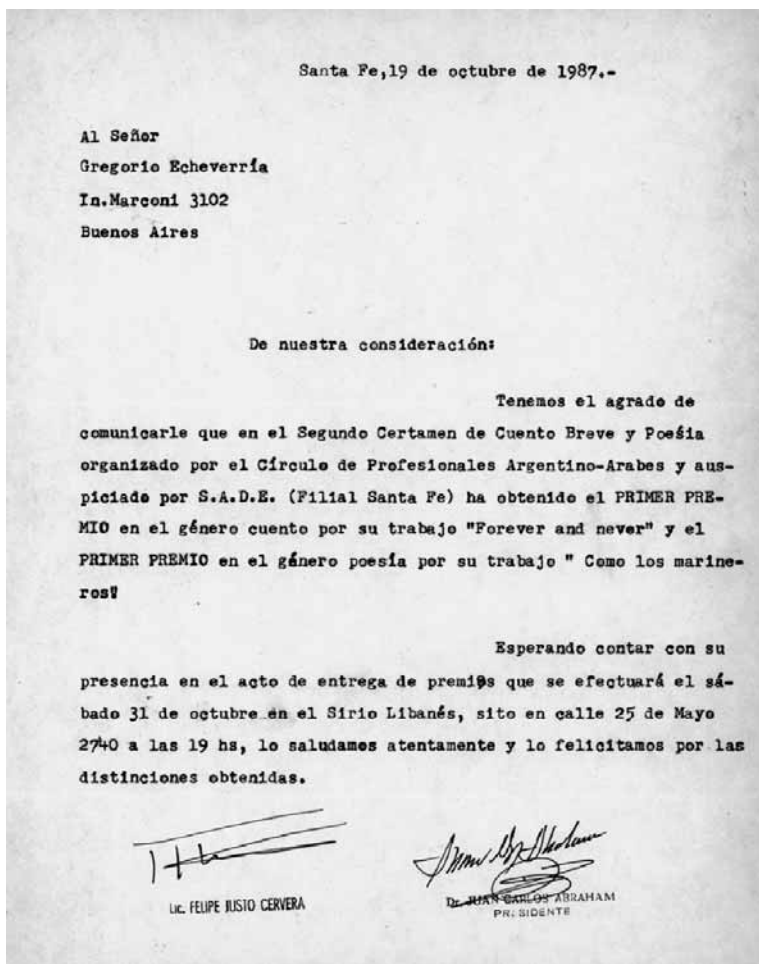 Santa Fe,19 de octubre de 1987.-
Al Señor
Gregorio Echeverría
In.Marconi 3102
Buenos Aires
De nuestra consideración:
Tenemos el agrado de
comunicarle que en el Segundo Certamen de Cuento Breve y Poeśia
organizado por el Círculo de Profesionales Argentino-Arabes y aus-
piciado por S.A.D.E. (Filial Santa Fe) ha obtenido el PRIMER PRE-
MIO en el género cuento por su trabajo "Forever and never" y el
PRIMER PREMIO en el género poesía por su trabajo " Como los marine-
ros"
Esperando contar con su
presencia en el acto de entrega de premios que se efectuará el sá-
bado 31 de octubre en el Sirio Libanés, sito en calle 25 de Mayo
2740 a las 19 hs, lo saludamos atentamente y lo felicitamos por las
distinciones obtenidas.
Lic. FELIPE JUSTO CERVERA
Dr. JUAN CARLOS ABRAHAM
PRESIDENTE